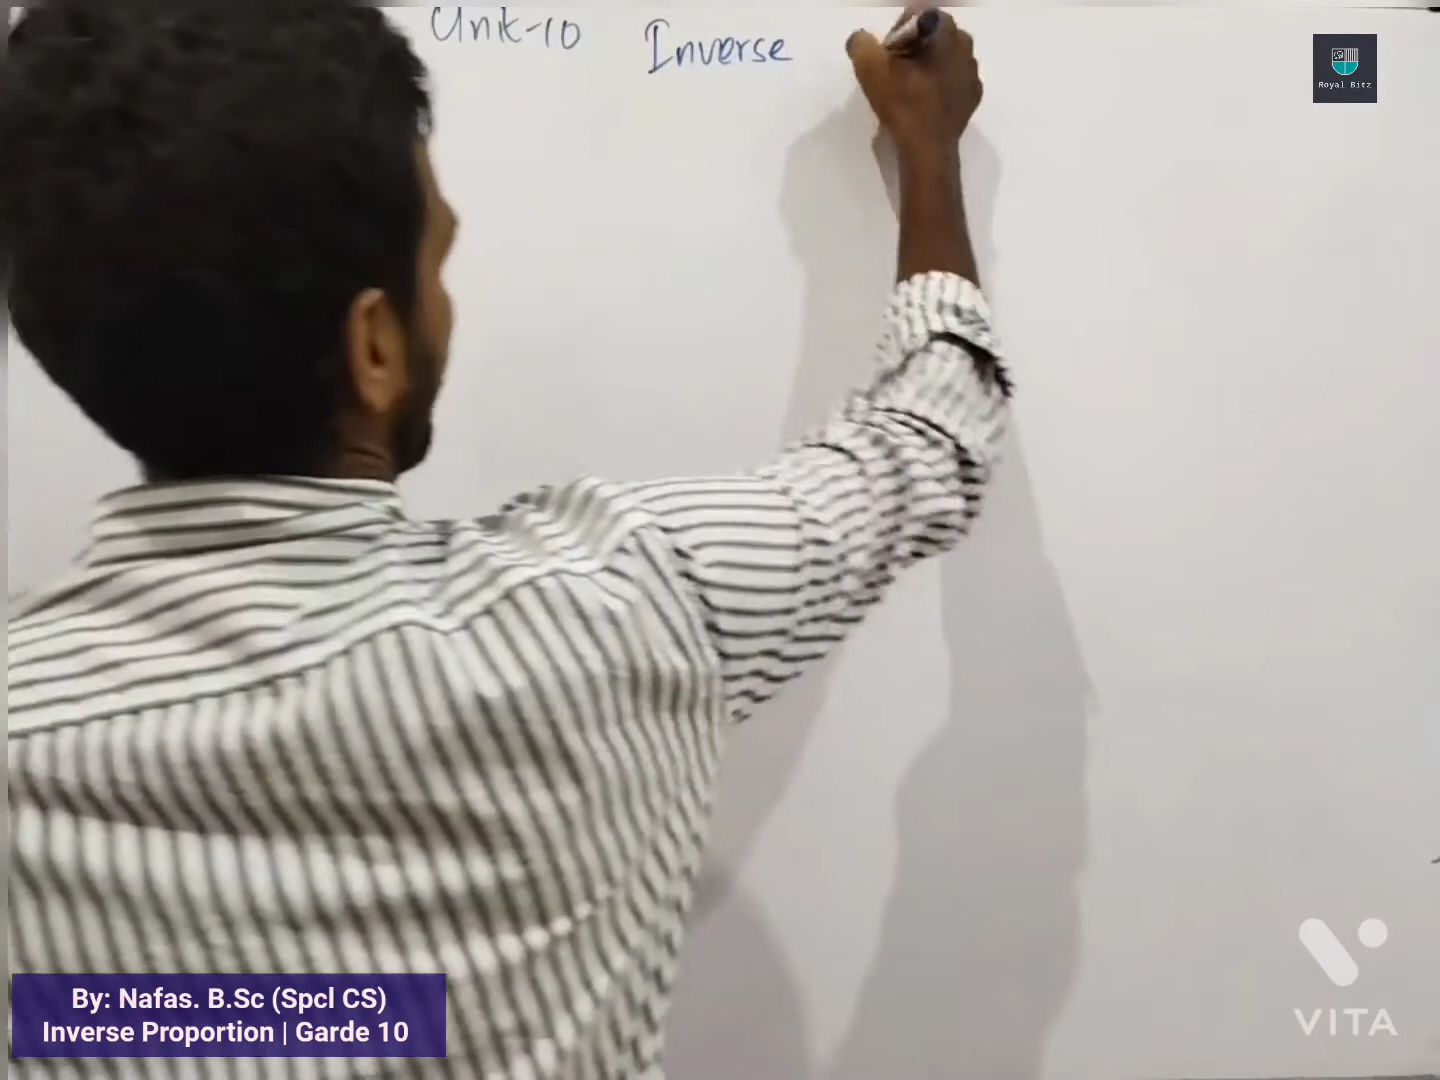 Unit-10 Inverse
Royal Bitz
By: Nafas. B.Sc (Spcl CS)
Inverse Proportion | Garde 10
VITA